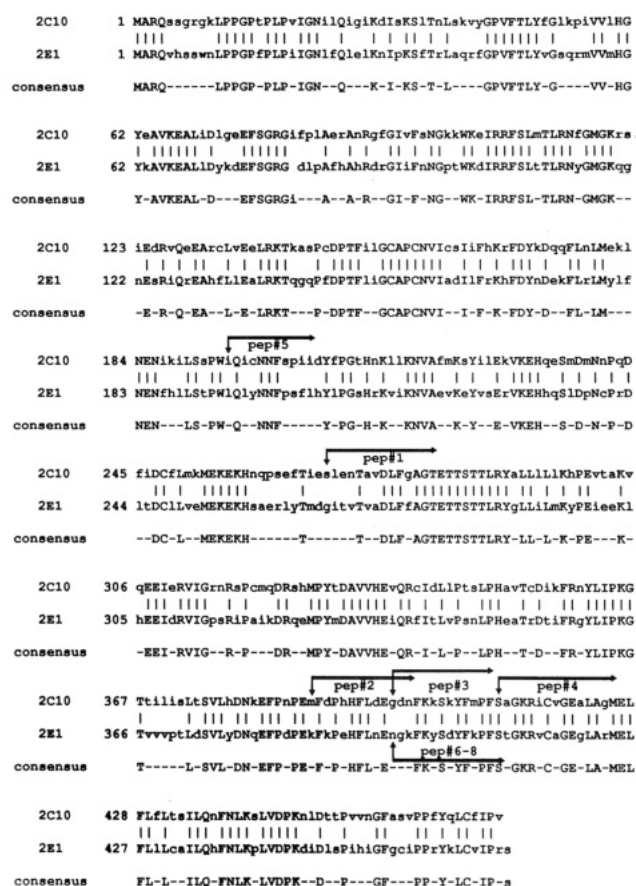 2C10 1 MARQssgrgkLPPGPtPLPvIGNilQigiKdIsKSlTnLskvyGPVFTLYfGlkpiVVlHG
2E1 1 MARQvhsswnLPPGPfPLPiIGNlfQlelKnIpKSfTrLaqrfGPVFTLYvGsqrmVVmHG
consensus MARQ------LPPGP-PLP-IGN--Q---K-I-KS-T-L----GPVFTLY-G-----VV-HG
2C10 62 YeAVKEALiDlgeEFSGRGifplAerAnRgfGIvFsNGkkWKeIRRFSLmTLRNfGMGKrs
2E1 62 YkAVKEALlDykdEFSGRG dlpAfhAhRdrGIiFnNGptWKdIRRFSLtTLRNyGMGKqg
consensus Y-AVKEAL-D---EFSGRGi---A--A-R--GI-F-NG--WK-IRRFS-LTLRN-GMGK--
2C10 123 iEdRvQeEArcLvEeLRKTkasPcDPTFilGCAPCNVIcsIiFhKrFDYkDqqFLnLMekl
2E1 122 nEsRiQrEAhfLlEaLRKTqgqPfDPTFliGCAPCNVIadIlFrKhFDYnDekFLrLMylf
consensus -E-R-Q-EA--L-E-LRKT---P-DPTF--GCAPCNVI--I-F-K-FDY-D--FL-LM---
pep#5
2C10 184 NENikiLSsPWiQicNNFspiidYfPGtHnKllKNVAfmKsYilEkVKEHqeSmDmNnPqD
2E1 183 NENfhlLStPWlQlyNNFpsflhYlPGsHrKviKNVAevKeYvsErVKEHhqSlDpNcPrD
consensus NEN---LS-PW-Q--NNF-----Y-PG-H-K--KNVA--K-Y--E-VKEH--S-D-N-P-D
pep#1
2C10 245 fiDCfLmkMEKEKHnqpsefTieslenTavDLFgAGTETTSTTLRYaLLlLlKhPEvtaKv
2E1 244 ltDClLveMEKEKHsaerlyTmdgitvTvaDLFfAGTETTSTTLRYgLLiLmKyPEieeKl
consensus --DC-L--MEKEKH------T------T--DLF-AGTETTSTTLRY-LL-L-K-PE---K-
2C10 306 qEEIeRVIGrnRsPcmqDRshMPYtDAVVHEvQRcIdLlPtsLPHavTcDikFRnYLIPKG
2E1 305 hEEIdRVIGpsRiPaikDRqeMPYmDAVVHEiQRfItLvPsnLPHeaTrDtiFRgYLIPKG
consensus -EEI-RVIG--R-P---DR--MPY-DAVVHE-QR-I-L-P--LPH--T-D--FR-YLIPKG
pep#2 pep#3 pep#4
2C10 367 TtilisLtSVLhDNkEFPnPEmFdPhHFLdEgdnFKkSkYFmPFSaGKRiCvGEaLAgMEL
2E1 366 TvvvptLdSVLyDNqEFPdPEkFkPeHFLnEngkFKySdYFkPFStGKRvCaGEgLArMEL
pep#6-8
consensus T-----L-SVL-DN-EFP-PE-F-P-HFL-E---FK-S-YF-PFS-GKR-C-GE-LA-MEL
2C10 428 FLfLtsILQnFNLKsLVDPKnlDttPvvnGFasvPPfYqLCfIPv
2E1 427 FLlLcaILQhFNLKpLVDPKdiDlsPihiGFgciPPrYkLCvIPrs
consensus FL-L--ILQ-FNLK-LVDPK--D--P---GF---PP-Y-LC-IP-s